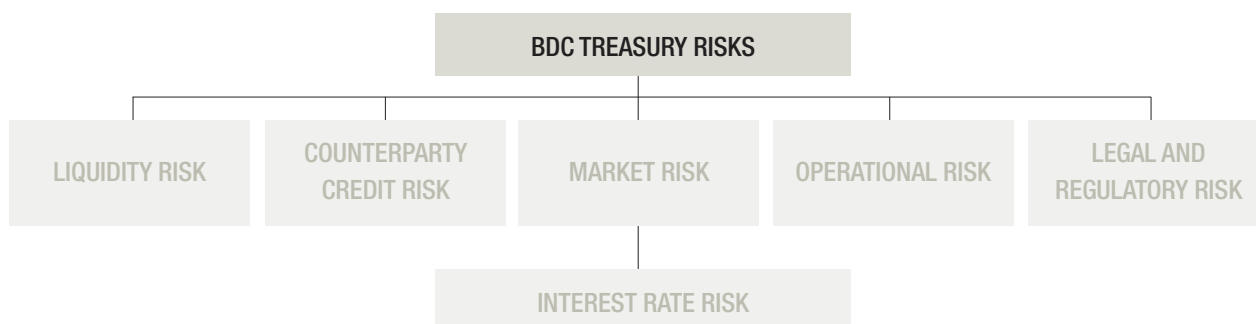 BDC TREASURY RISKS
LIQUIDITY RISK
COUNTERPARTY
CREDIT RISK
MARKET RISK
OPERATIONAL RISK
LEGAL AND
REGULATORY RISK
INTEREST RATE RISK